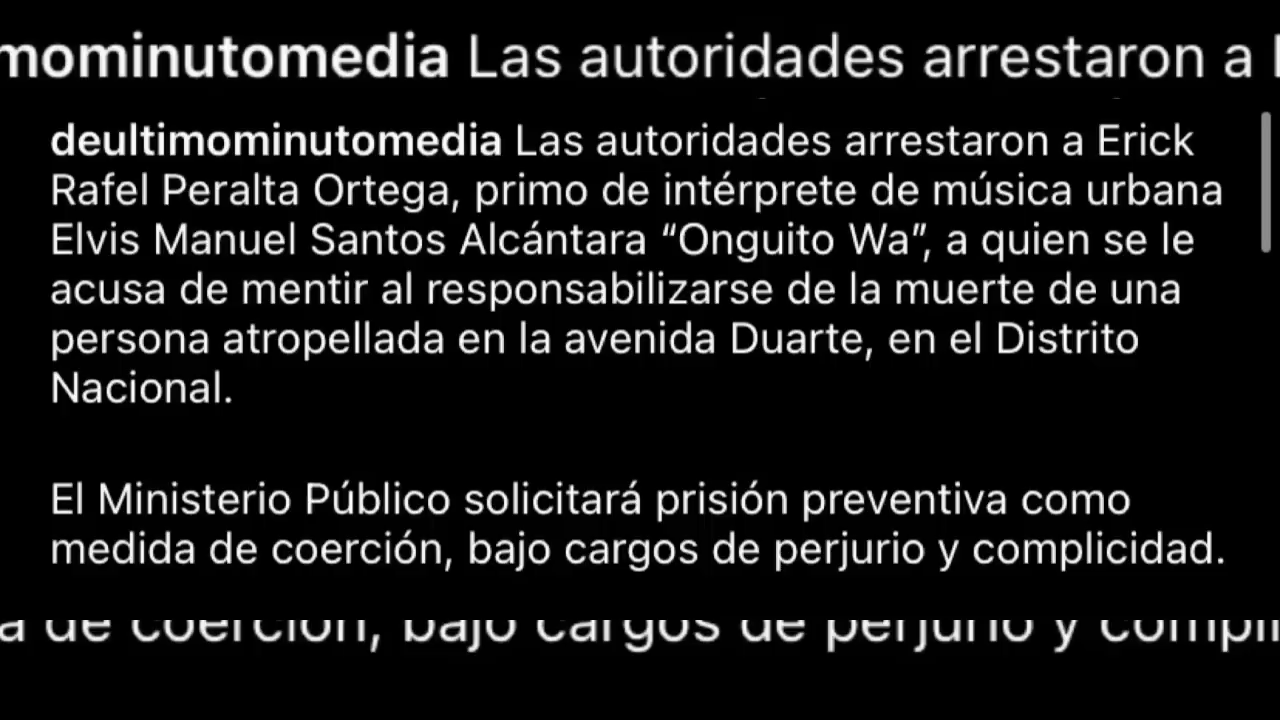 mominutomedia Las autoridades arrestaron a
deultimominutomedia Las autoridades arrestaron a Erick
Rafel Peralta Ortega, primo de intérprete de música urbana
Elvis Manuel Santos Alcántara “Onguito Wa”, a quien se le
acusa de mentir al responsabilizarse de la muerte de una
persona atropellada en la avenida Duarte, en el Distrito
Nacional.
El Ministerio Público solicitará prisión preventiva como
medida de coerción, bajo cargos de perjurio y complicidad.
a de coerción, bajo cargos de perjurio y compli